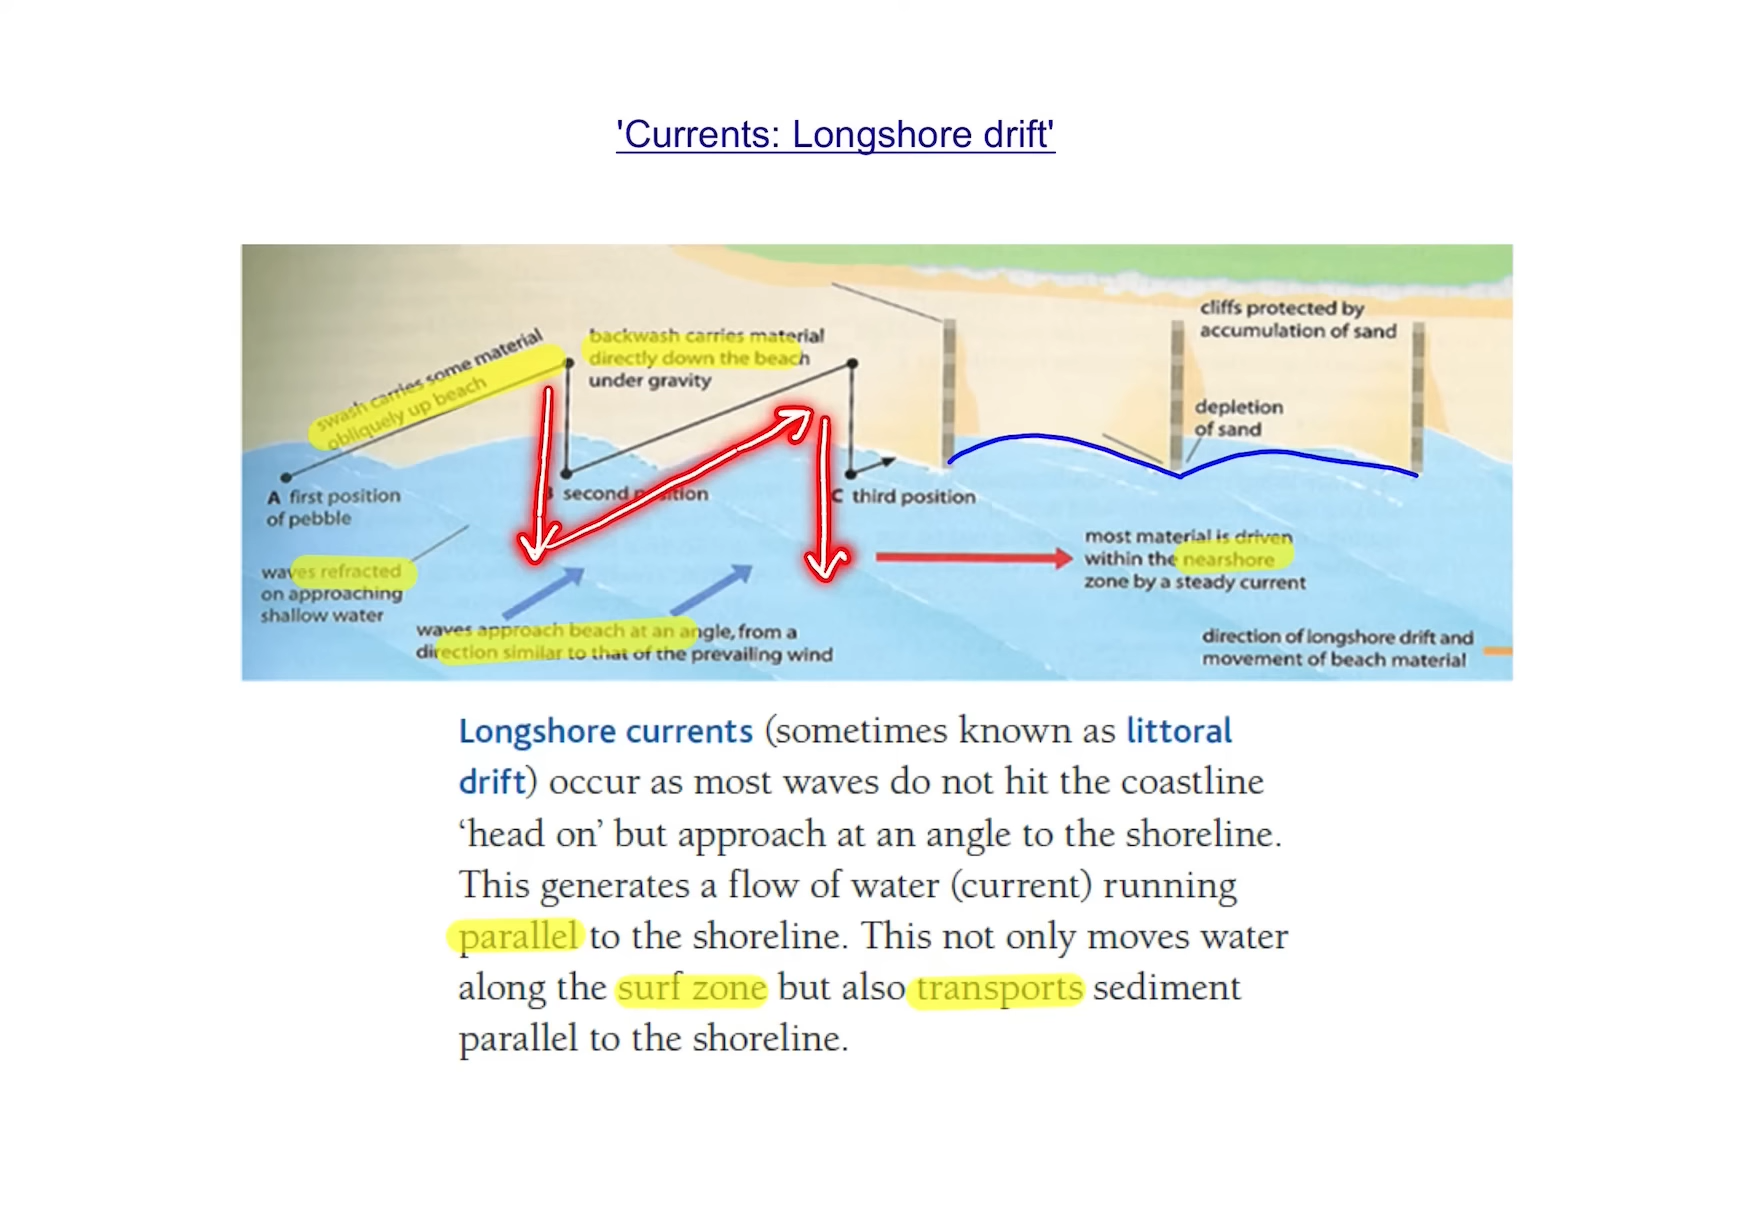 'Currents: Longshore drift'
swash carries some material
obliquely up beach
backwash carries material
directly down the beach
under gravity
cliffs protected by
accumulation of sand
depletion
of sand
A first position
of pebble
second position
C third position
waves refracted
on approaching
shallow water
waves approach beach at an angle, from a
direction similar to that of the prevailing wind
most material is driven
within the nearshore
zone by a steady current
direction of longshore drift and
movement of beach material
Longshore currents (sometimes known as littoral
drift) occur as most waves do not hit the coastline
‘head on’ but approach at an angle to the shoreline.
This generates a flow of water (current) running
parallel to the shoreline. This not only moves water
along the surf zone but also transports sediment
parallel to the shoreline.